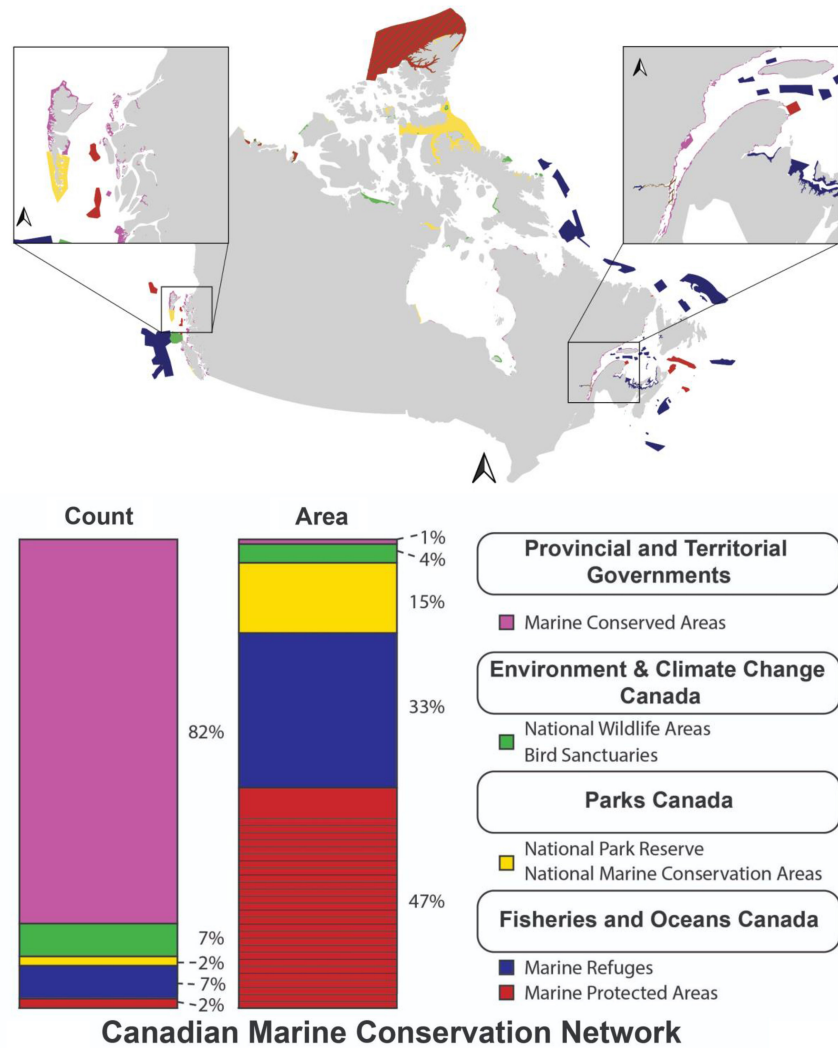 Count
Area
82%
7%
2%
7%
2%
1%
4%
15%
33%
47%
Provincial and Territorial
Governments
Marine Conserved Areas
Environment & Climate Change
Canada
National Wildlife Areas
Bird Sanctuaries
Parks Canada
National Park Reserve
National Marine Conservation Areas
Fisheries and Oceans Canada
Marine Refuges
Marine Protected Areas
Canadian Marine Conservation Network